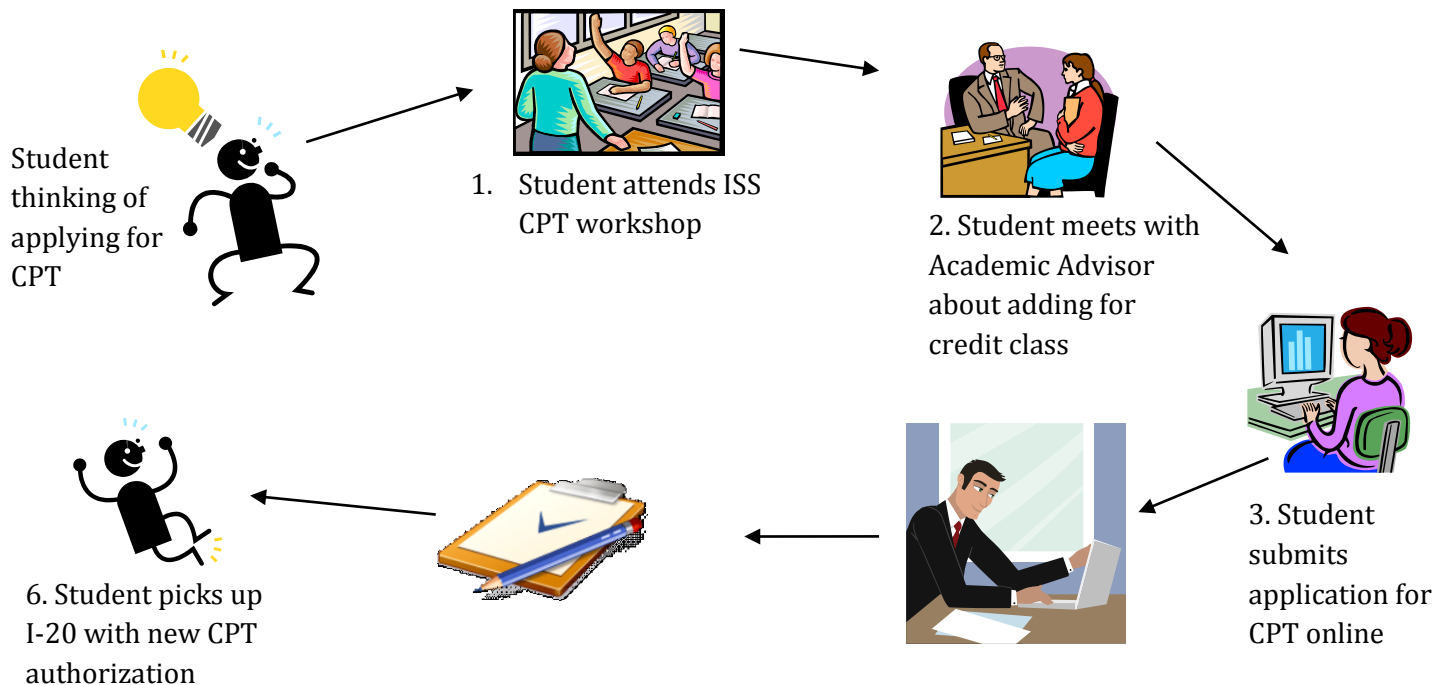 Student
thinking of
applying for
CPT
1. Student attends ISS
CPT workshop
2. Student meets with
Academic Advisor
about adding for
credit class
3. Student
submits
application for
CPT online
6. Student picks up
I-20 with new CPT
authorization